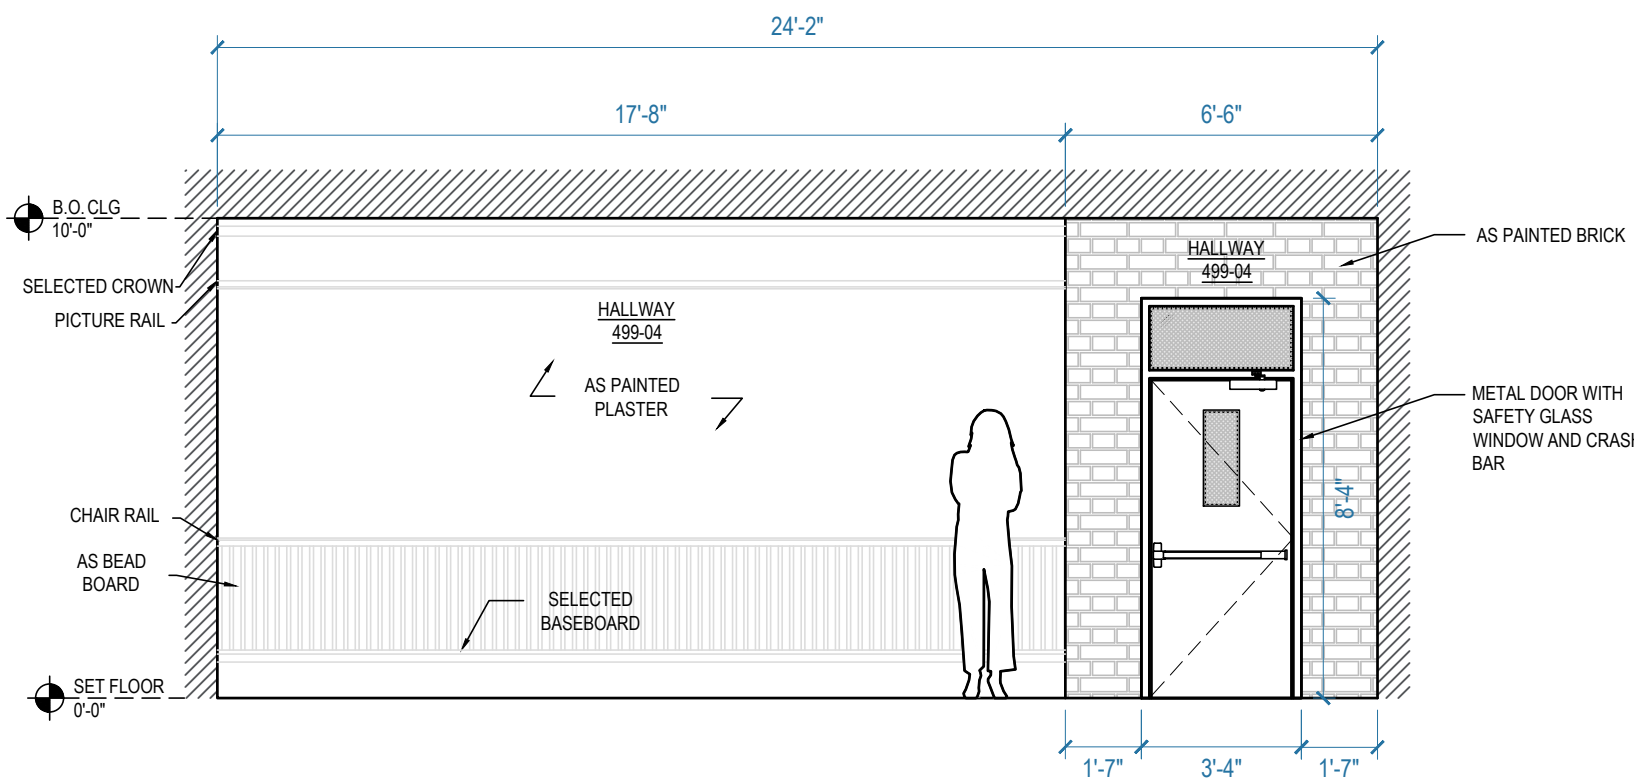 24'-2"
17'-8"
6'-6"
B.O. CLG
10'-0"
SELECTED CROWN
PICTURE RAIL
HALLWAY
499-04
HALLWAY
499-04
AS PAINTED BRICK
AS PAINTED
PLASTER
METAL DOOR WITH
SAFETY GLASS
WINDOW AND CRASH
BAR
8'-4"
CHAIR RAIL
AS BEAD
BOARD
SELECTED
BASEBOARD
SET FLOOR
0'-0"
1'-7"
3'-4"
1'-7"